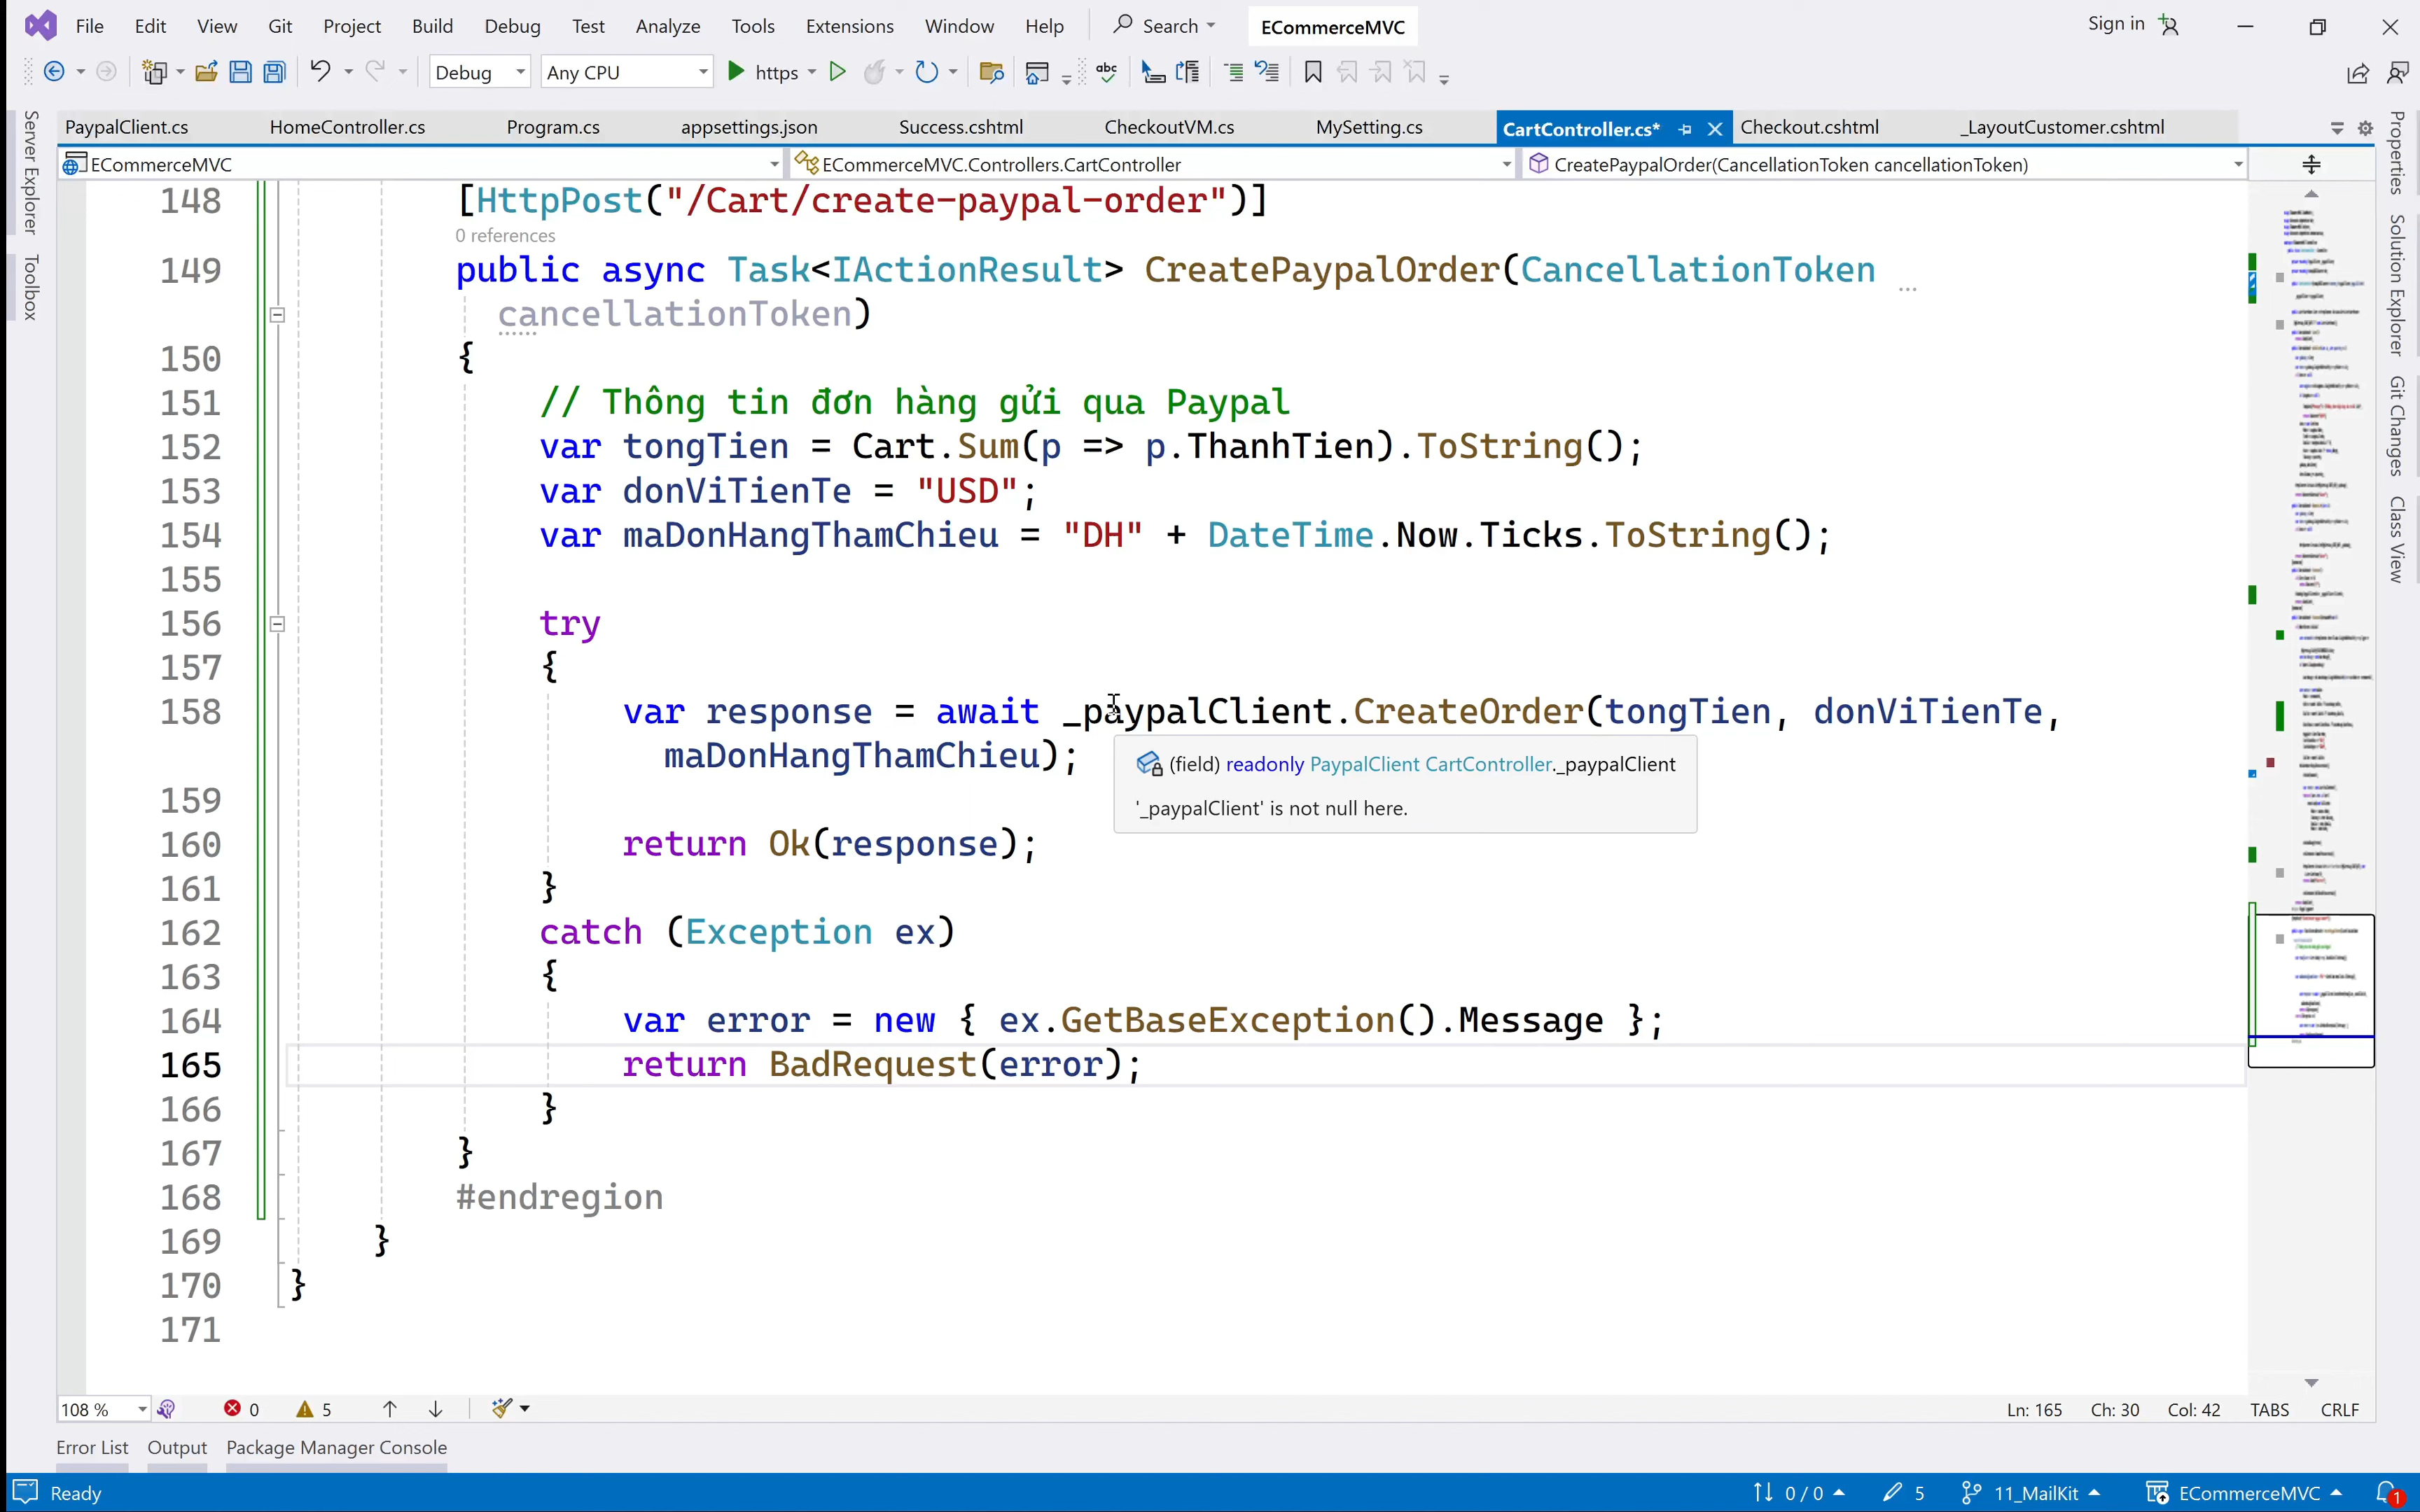 File Edit View Git Project Build Debug Test Analyze Tools Extensions Window Help Search ECommerceMVC Sign in
Debug Any CPU https
PaypalClient.cs HomeController.cs Program.cs appsettings.json Success.cshtml CheckoutVM.cs MySetting.cs CartController.cs* Checkout.cshtml _LayoutCustomer.cshtml
ECommerceMVC ECommerceMVC.Controllers.CartController CreatePaypalOrder(CancellationToken cancellationToken)
Server Explorer
Toolbox
148 [HttpPost("/Cart/create-paypal-order")]
0 references
149 public async Task<IActionResult> CreatePaypalOrder(CancellationToken
cancellationToken)
150 {
151 // Thông tin đơn hàng gửi qua Paypal
152 var tongTien = Cart.Sum(p => p.ThanhTien).ToString();
153 var donViTienTe = "USD";
154 var maDonHangThamChieu = "DH" + DateTime.Now.Ticks.ToString();
155
156 try
157 {
158 var response = await _paypalClient.CreateOrder(tongTien, donViTienTe,
maDonHangThamChieu);
(field) readonly PaypalClient CartController._paypalClient
'_paypalClient' is not null here.
159
160 return Ok(response);
161 }
162 catch (Exception ex)
163 {
164 var error = new { ex.GetBaseException().Message };
165 return BadRequest(error);
166 }
167 }
168 #endregion
169 }
170 }
171
Properties
Solution Explorer
Git Changes
Class View
108 % 0 5 Ln: 165 Ch: 30 Col: 42 TABS CRLF
Error List Output Package Manager Console
Ready 0 / 0 5 11_MailKit ECommerceMVC 1